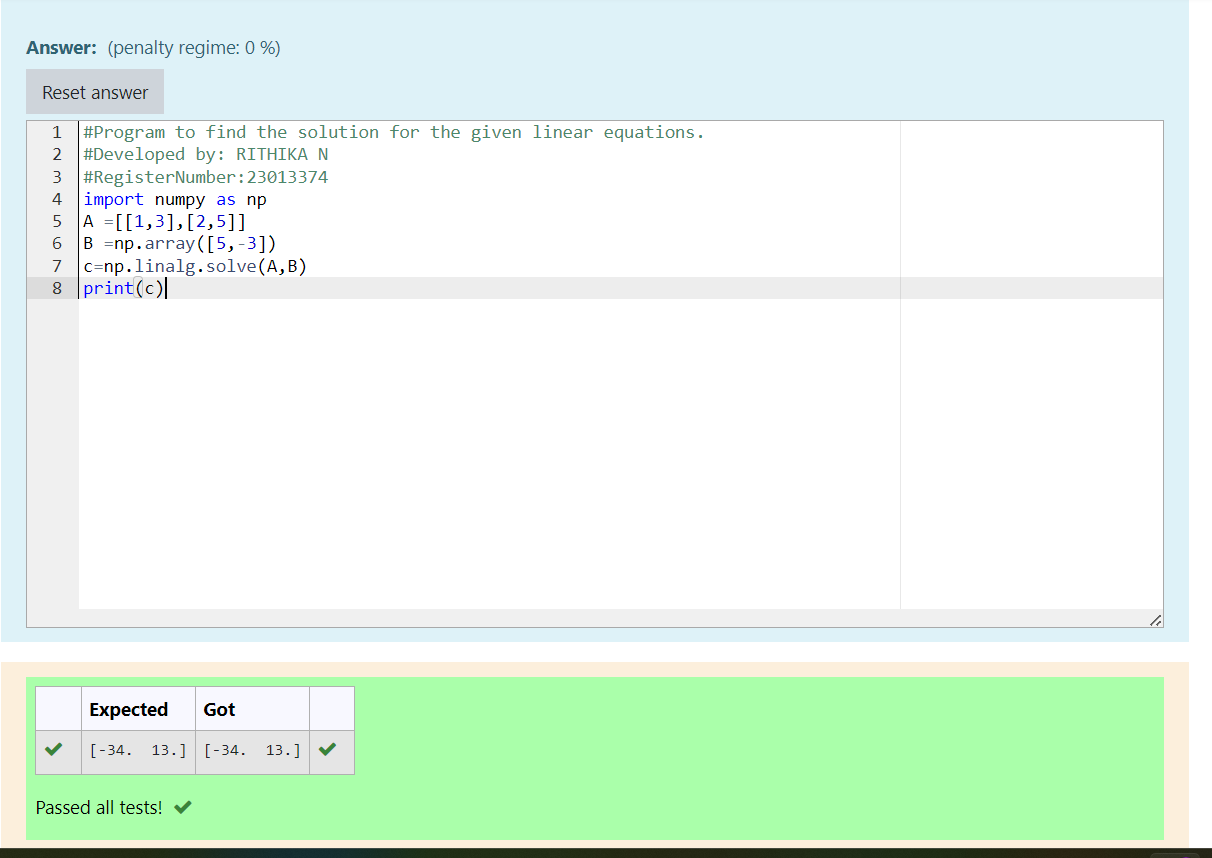 Answer: (penalty regime: 0 %)
Reset answer
1 #Program to find the solution for the given linear equations.
2 #Developed by: RITHIKA N
3 #RegisterNumber:23013374
4 import numpy as np
5 A =[[1,3],[2,5]]
6 B =np.array([5,-3])
7 c=np.linalg.solve(A,B)
8 print(c)
Expected Got
[-34.  13.] [-34.  13.]
Passed all tests!